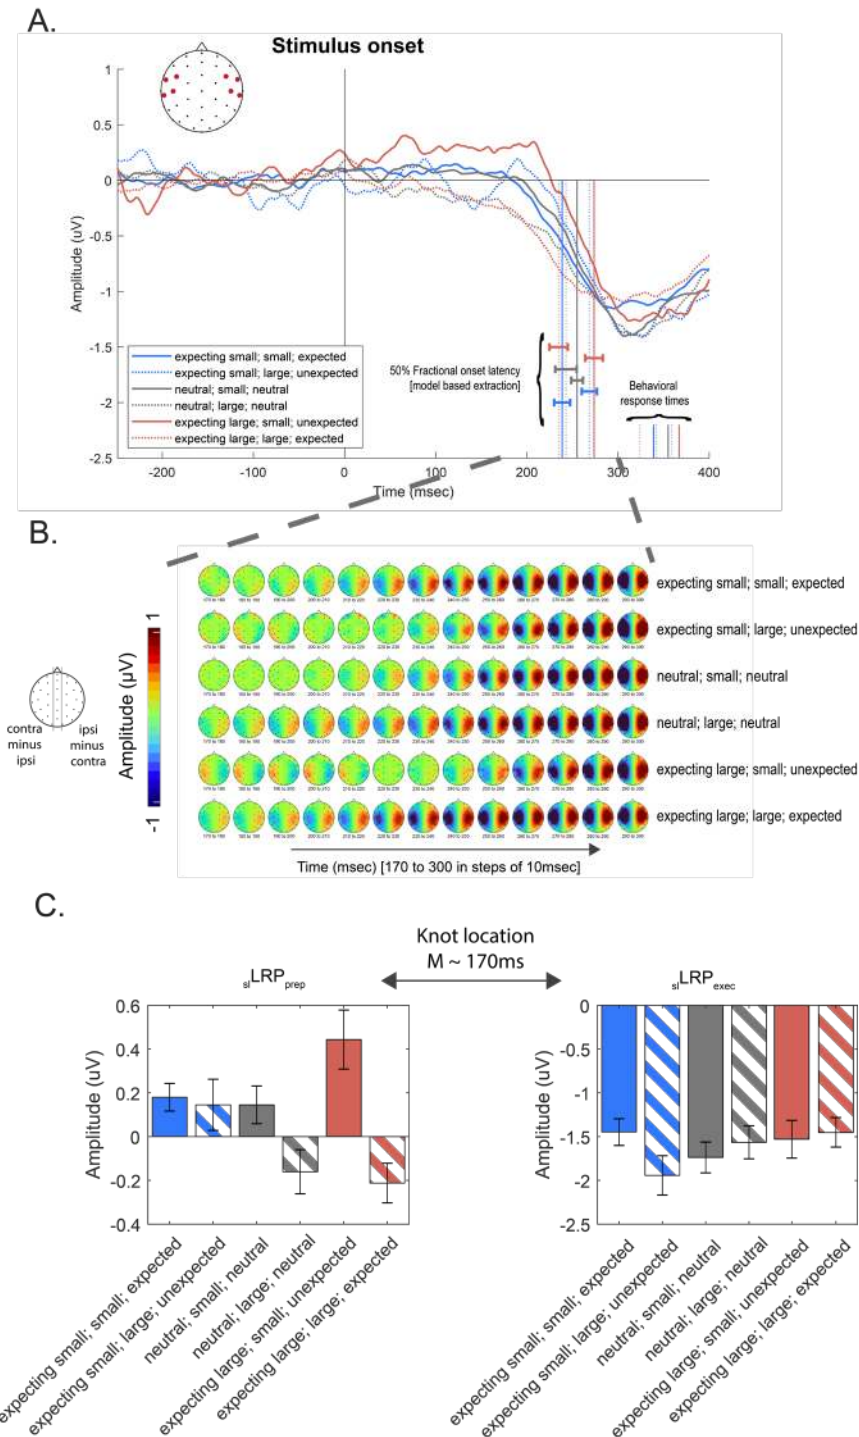 A.
Stimulus onset
1
0.5
0
-0.5
-1
-1.5
-2
-2.5
Amplitude (uV)
expecting small; small; expected
expecting small; large; unexpected
neutral; small; neutral
neutral; large; neutral
expecting large; small; unexpected
expecting large; large; expected
50% Fractional onset latency
[model based extraction]
Behavioral
response times
-200
-100
0
100
200
300
400
Time (msec)
B.
expecting small; small; expected
expecting small; large; unexpected
neutral; small; neutral
neutral; large; neutral
expecting large; small; unexpected
expecting large; large; expected
1
-1
Amplitude (µV)
contra
minus
ipsi
ipsi
minus
contra
Time (msec) [170 to 300 in steps of 10msec]
C.
Knot location
M ~ 170ms
slLRPprep
0.6
0.4
0.2
0
-0.2
-0.4
Amplitude (uV)
expecting small; small; expected
expecting small; large; unexpected
neutral; small; neutral
neutral; large; neutral
expecting large; small; unexpected
expecting large; large; expected
slLRPexec
0
-0.5
-1
-1.5
-2
-2.5
Amplitude (uV)
expecting small; small; expected
expecting small; large; unexpected
neutral; small; neutral
neutral; large; neutral
expecting large; small; unexpected
expecting large; large; expected